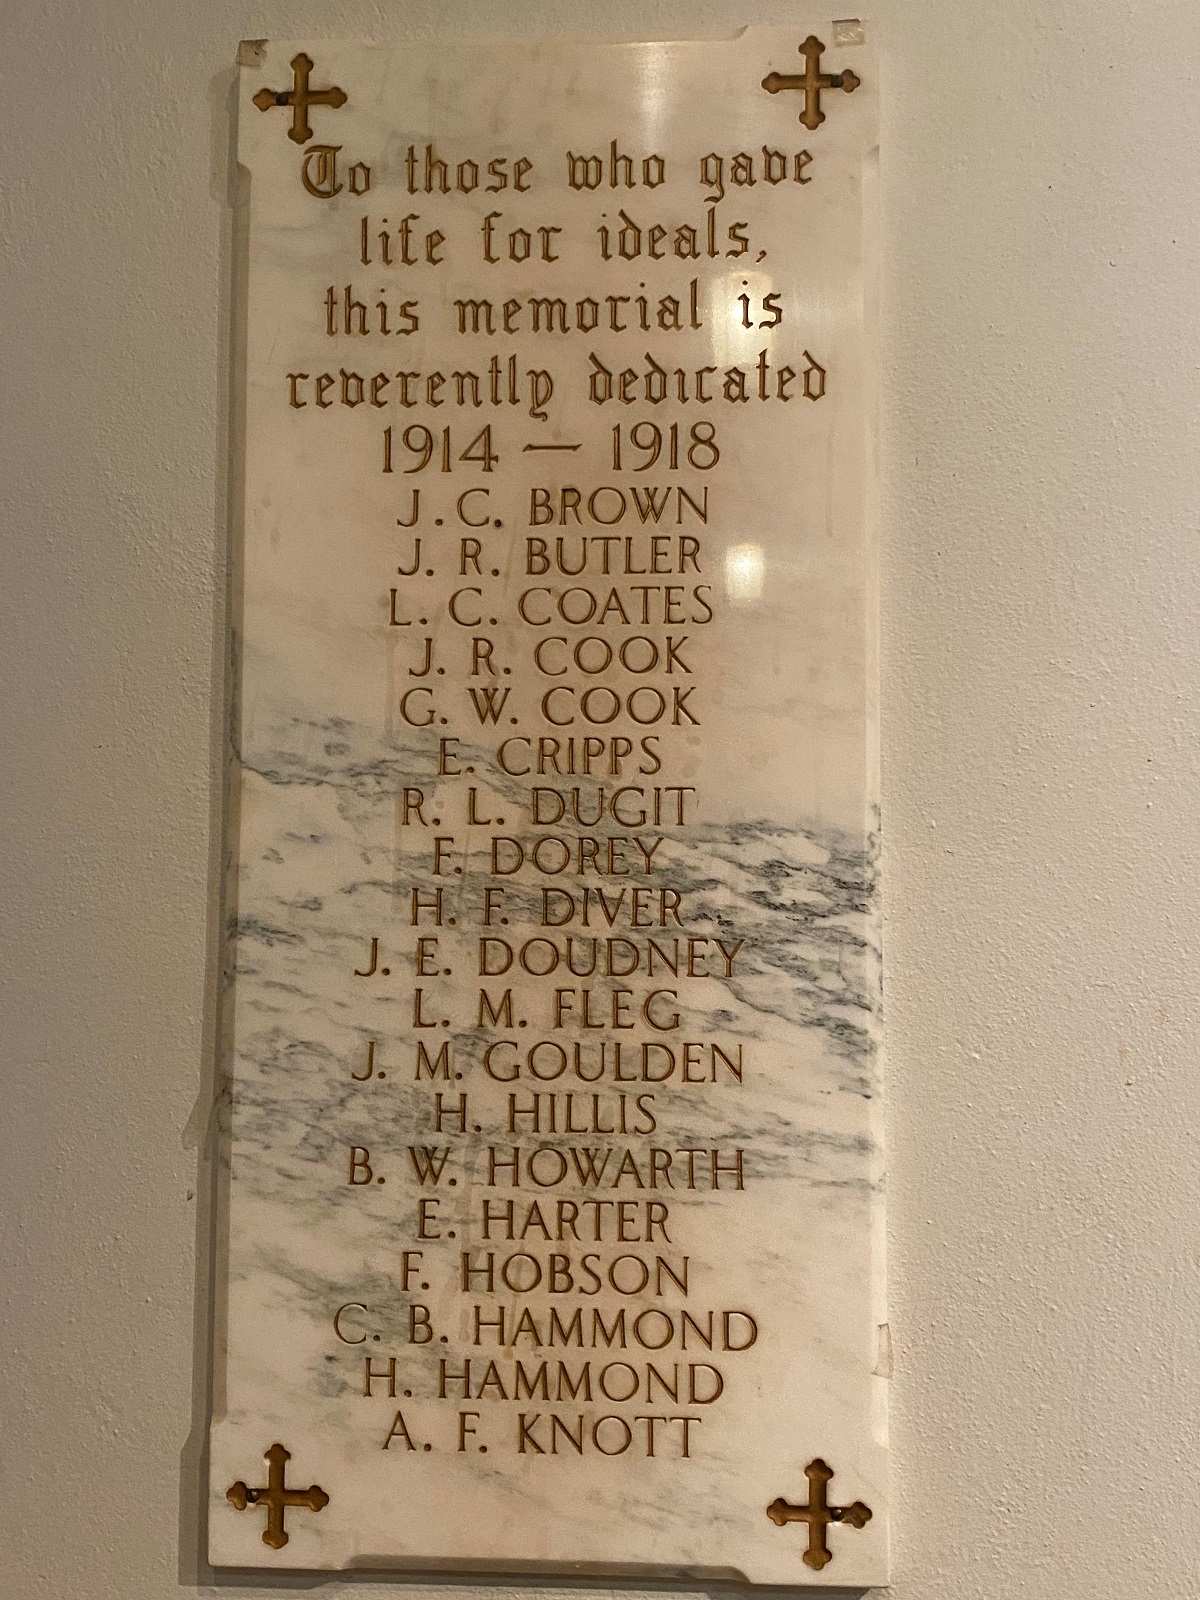 To those who gave
life for ideals,
this memorial is
reverently dedicated
1914 — 1918
J. C. BROWN
J. R. BUTLER
L. C. COATES
J. R. COOK
G. W. COOK
E. CRIPPS
R. L. DUGIT
F. DOREY
H. F. DIVER
J. E. DOUDNEY
L. M. FLEG
J. M. GOULDEN
H. HILLIS
B. W. HOWARTH
E. HARTER
F. HOBSON
C. B. HAMMOND
H. HAMMOND
A. F. KNOTT